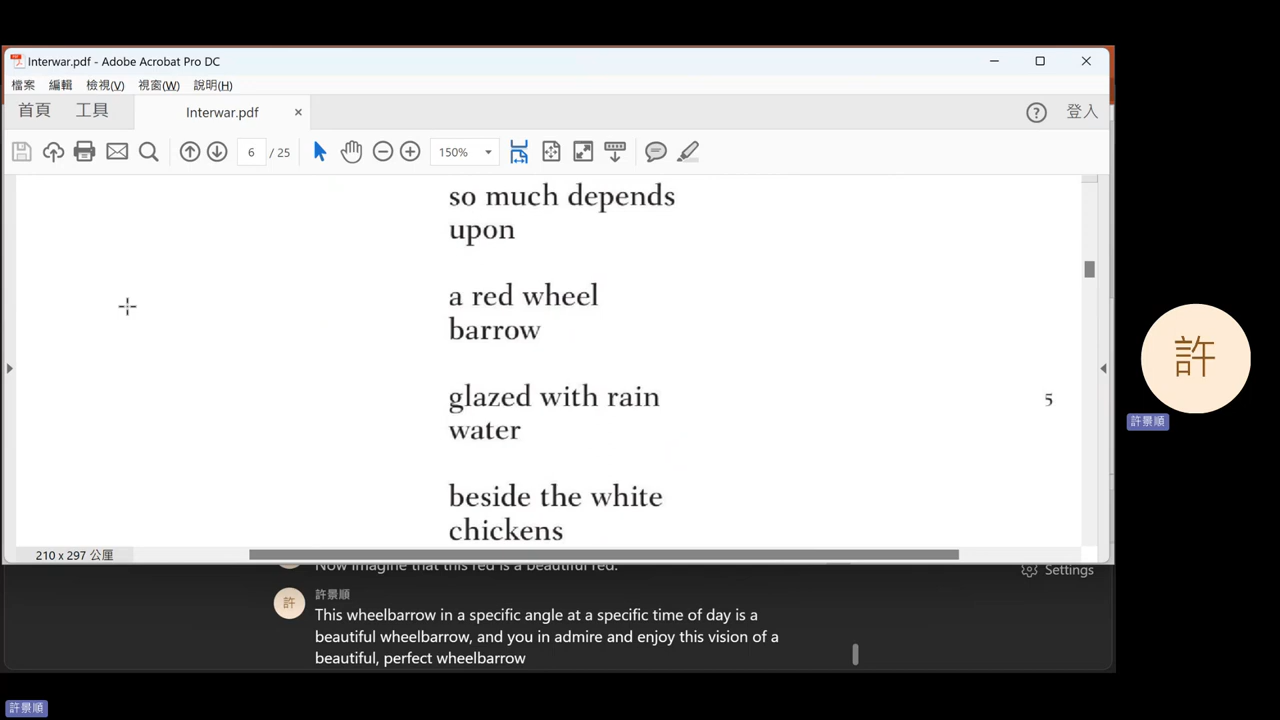 Interwar.pdf - Adobe Acrobat Pro DC
檔案 編輯 檢視(V) 視窗(W) 說明(H)
首頁 工具 Interwar.pdf × ? 登入
6 / 25 150%
so much depends
upon
a red wheel
barrow
glazed with rain 5
water
beside the white
chickens
210 x 297 公厘
Now imagine that this red is a beautiful red.
Settings
許景順
許 This wheelbarrow in a specific angle at a specific time of day is a
beautiful wheelbarrow, and you in admire and enjoy this vision of a
beautiful, perfect wheelbarrow
許
許景順
許景順